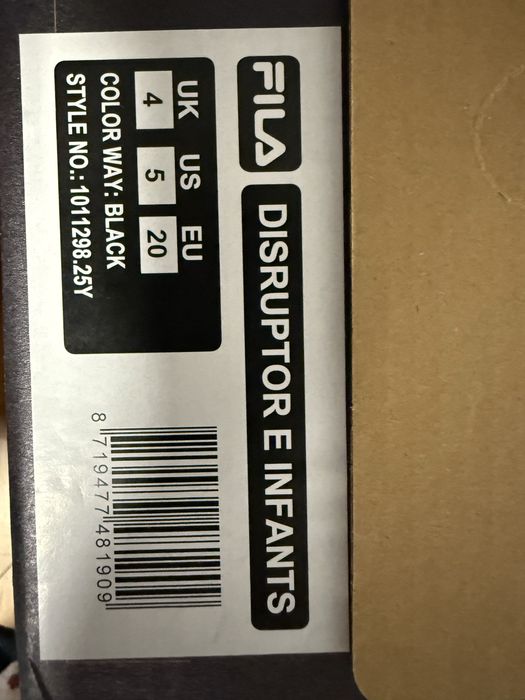 FILA
DISRUPTOR E INFANTS
UK US EU
4 5 20
COLOR WAY: BLACK
STYLE NO.: 1011298.25Y
8 719477 481909